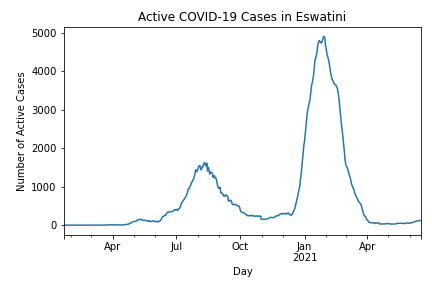 Active COVID-19 Cases in Eswatini
5000
4000
3000
2000
1000
0
Number of Active Cases
Apr Jul Oct Jan Apr
2021
Day